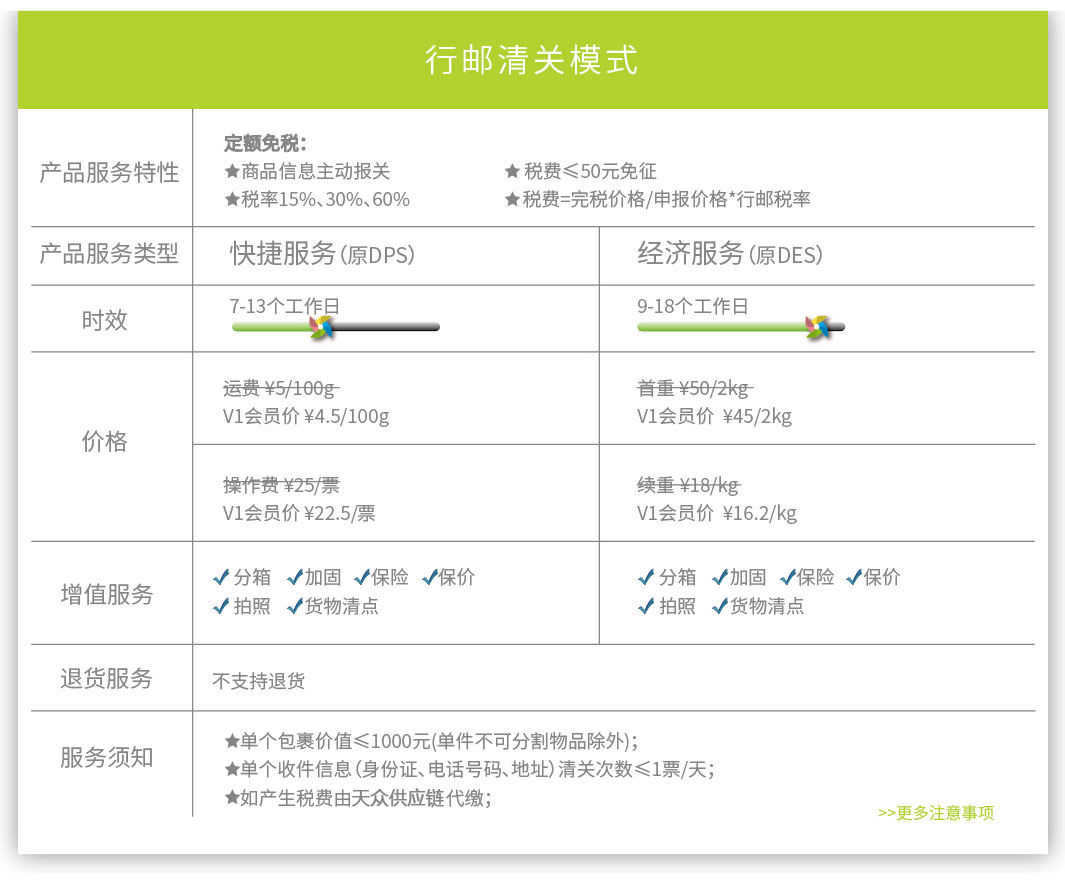 行邮清关模式
产品服务特性
定额免税：
★商品信息主动报关
★税费≤50元免征
★税率15%、30%、60%
★税费=完税价格/申报价格*行邮税率
产品服务类型
快捷服务（原DPS）
经济服务（原DES）
时效
7-13个工作日
9-18个工作日
价格
运费 ¥5/100g
V1会员价 ¥4.5/100g
首重 ¥50/2kg
V1会员价 ¥45/2kg
操作费 ¥25/票
V1会员价 ¥22.5/票
续重 ¥18/kg
V1会员价 ¥16.2/kg
增值服务
✓分箱 ✓加固 ✓保险 ✓保价
✓拍照 ✓货物清点
✓分箱 ✓加固 ✓保险 ✓保价
✓拍照 ✓货物清点
退货服务
不支持退货
服务须知
★单个包裹价值≤1000元(单件不可分割物品除外)；
★单个收件信息（身份证、电话号码、地址）清关次数≤1票/天；
★如产生税费由天众供应链代缴；
>>更多注意事项